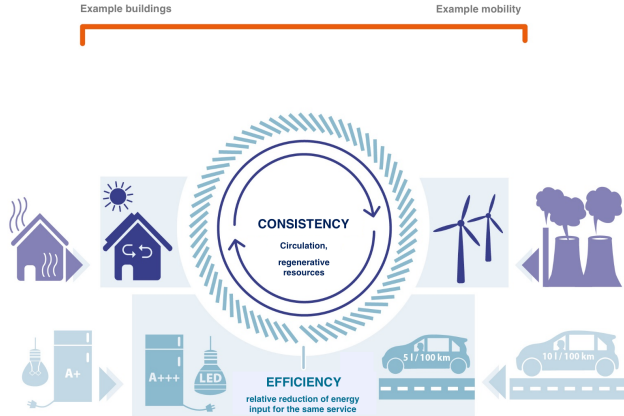 Example buildings
Example mobility
CONSISTENCY
Circulation,
regenerative
resources
A+
A+++
LED
5 l/100 km
10 l/100 km
EFFICIENCY
relative reduction of energy
input for the same service